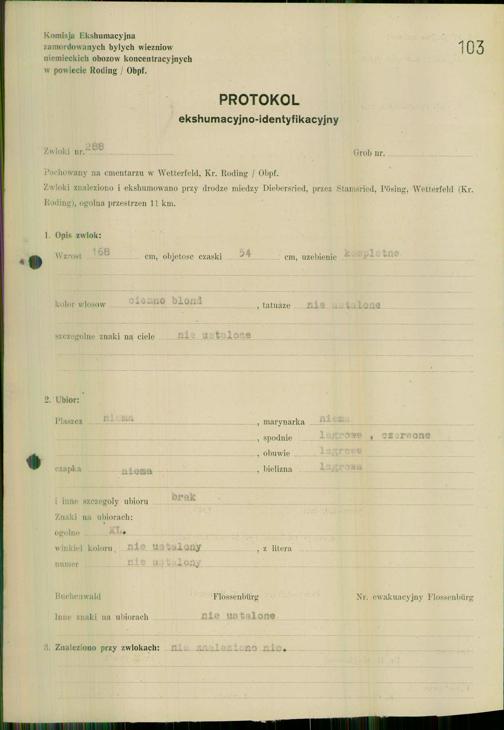 Komisja Ekshumacyjna
zamordowanych bylych wiezniow
niemieckich obozow koncentracyjnych
w powiecie Roding / Obpf.
103
PROTOKOL
ekshumacyjno-identyfikacyjny
Zwloki nr. 288 Grob nr.
Pochowany na cmentarzu w Wetterfeld, Kr. Roding / Obpf.
Zwloki znaleziono i ekshumowano przy drodze miedzy Diebersried, przez Stamsried, Pösing, Wetterfeld (Kr.
Roding), ogolna przestrzen 11 km.
1. Opis zwlok:
Wzrost 168 cm, objetosc czaski 54 cm, uzebienie kompletne
kolor wlosow ciemno blond , tatuaze nie ustalone
szczegolne znaki na ciele nie ustalone
2. Ubior:
Plaszcz niema , marynarka niema
, spodnie lagrowe , czerwone
, obuwie lagrowe
czapka niema , bielizna lagrowa
i inne szczegoly ubioru brak
Znaki na ubiorach:
ogolne KL.
winkiel koloru nie ustalony , z litera
numer nie ustalony
Buchenwald Flossenbürg Nr. ewakuacyjny Flossenbürg
Inne znaki na ubiorach nie ustalone
3. Znaleziono przy zwlokach: nie znaleziono nic.